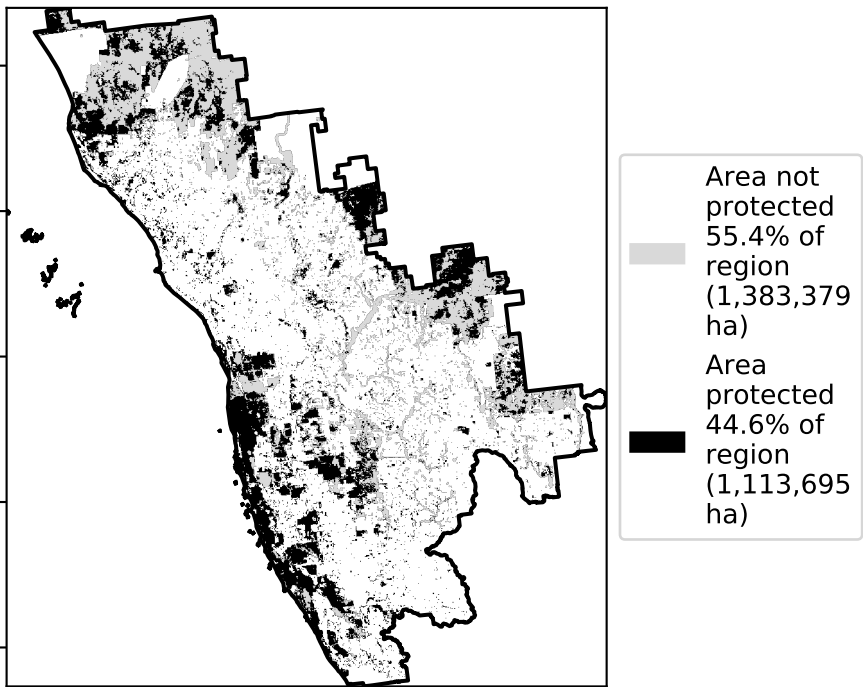 Area not
protected
55.4% of
region
(1,383,379
ha)
Area
protected
44.6% of
region
(1,113,695
ha)